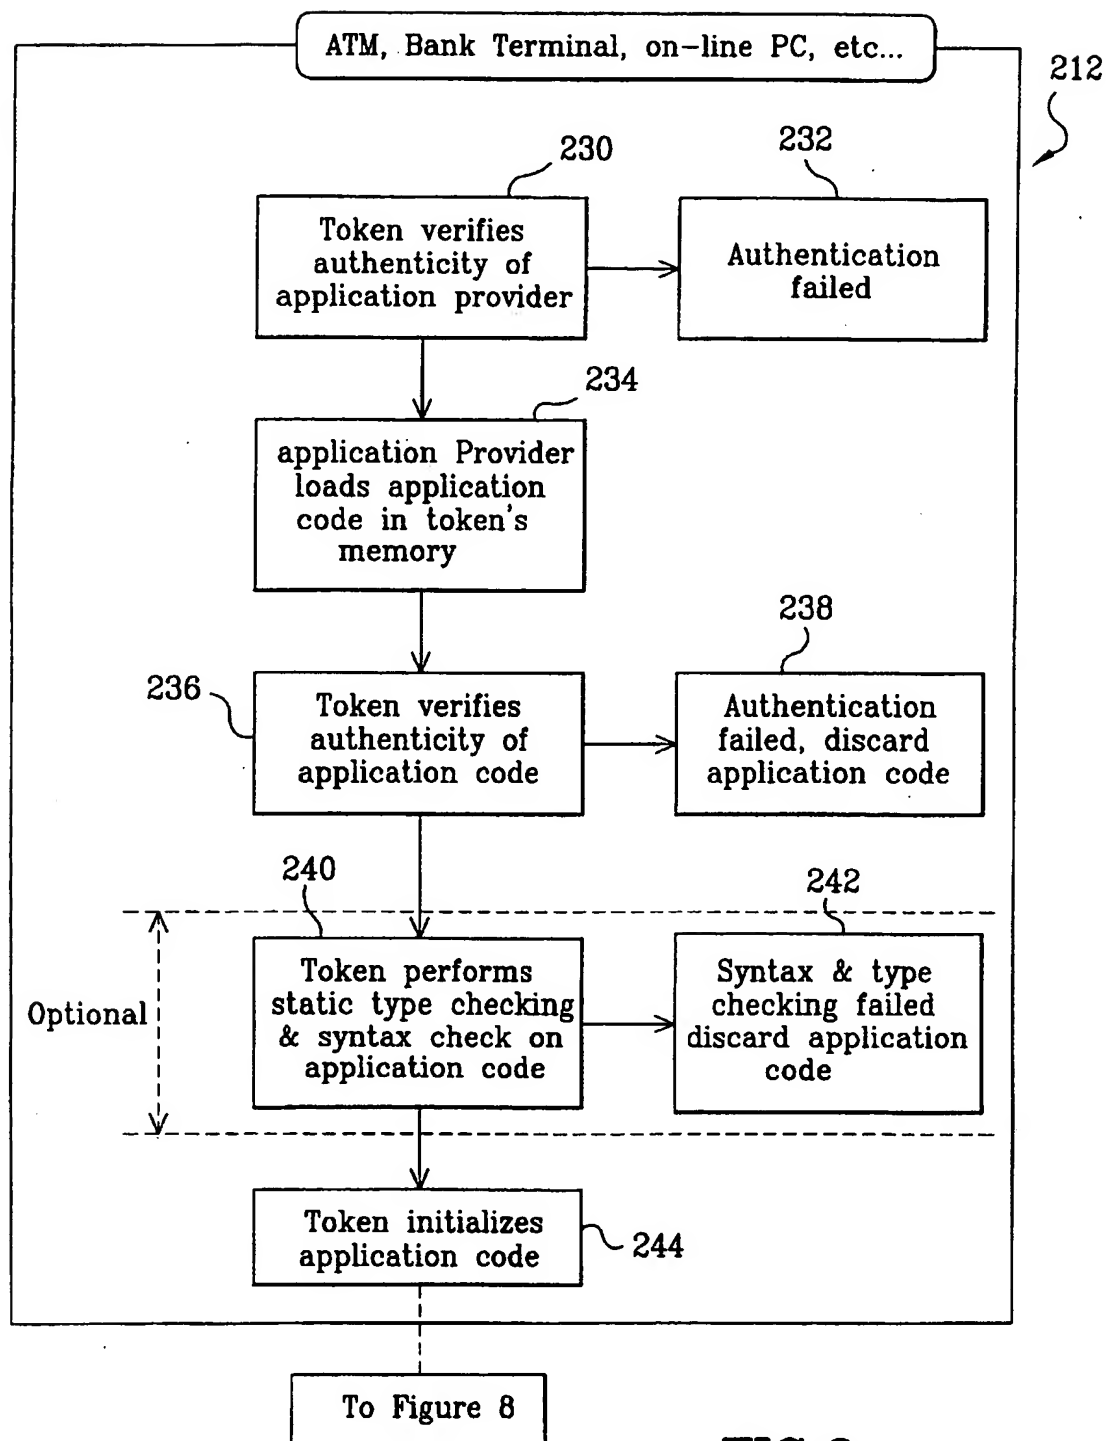 ATM, Bank Terminal, on-line PC, etc...
212
230
232
Token verifies
authenticity of
application provider
Authentication
failed
234
application Provider
loads application
code in token's
memory
238
236
Token verifies
authenticity of
application code
Authentication
failed, discard
application code
240
242
Optional
Token performs
static type checking
& syntax check on
application code
Syntax & type
checking failed
discard application
code
Token initializes
application code
244
To Figure 8